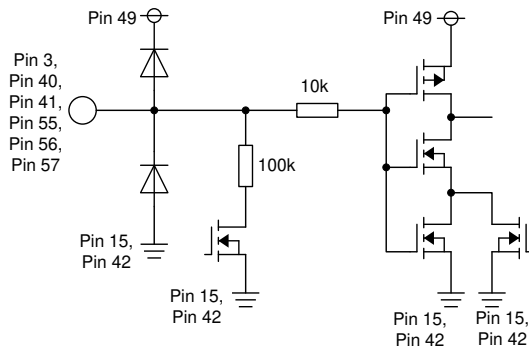 Pin 49
Pin 49
Pin 3,
Pin 40,
Pin 41,
Pin 55,
Pin 56,
Pin 57
10k
100k
Pin 15,
Pin 42
Pin 15,
Pin 42
Pin 15,
Pin 42
Pin 15,
Pin 42